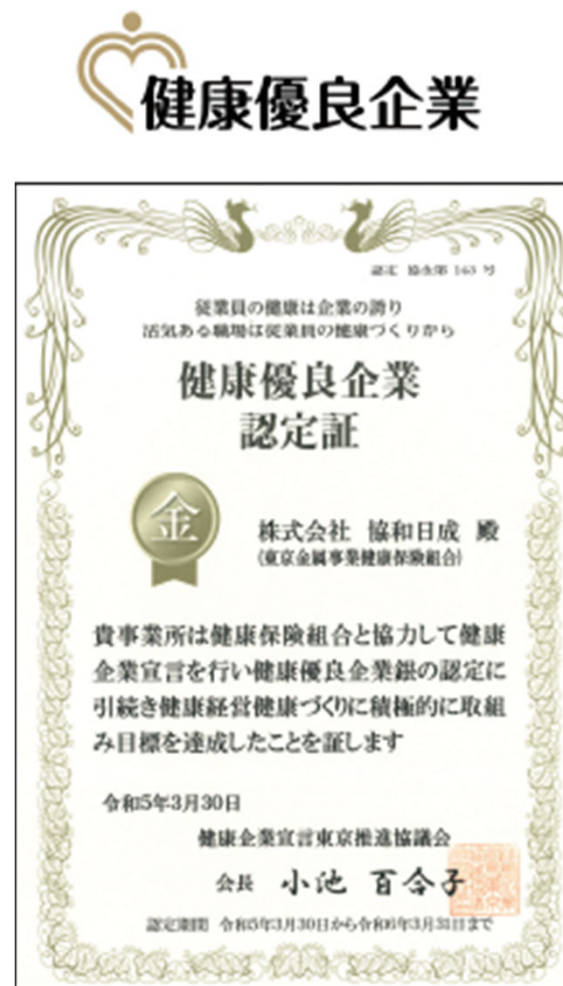 健康優良企業
認定 協金第 163 号
従業員の健康は企業の誇り
活気ある職場は従業員の健康づくりから
健康優良企業
認定証
金
株式会社 協和日成 殿
(東京金属事業健康保険組合)
貴事業所は健康保険組合と協力して健康
企業宣言を行い健康優良企業銀の認定に
引続き健康経営健康づくりに積極的に取組
み目標を達成したことを証します
令和5年3月30日
健康企業宣言東京推進協議会
会長 小池 百合子
認定期間 令和5年3月30日から令和6年3月31日まで